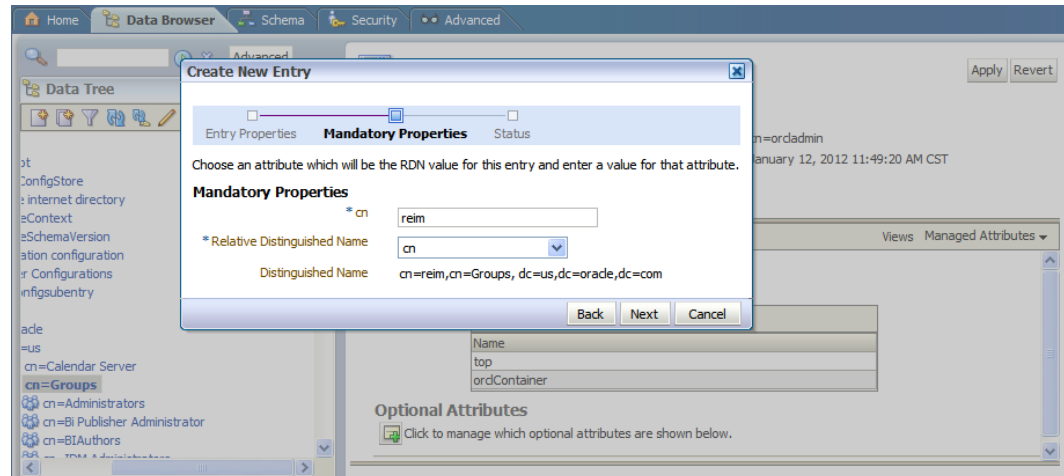 Home Data Browser Schema Security Advanced
Advanced
Data Tree
Apply Revert
Create New Entry
Entry Properties Mandatory Properties Status
Choose an attribute which will be the RDN value for this entry and enter a value for that attribute.
Mandatory Properties
* cn reim
* Relative Distinguished Name cn
Distinguished Name cn=reim,cn=Groups, dc=us,dc=oracle,dc=com
Back Next Cancel
cn=orcladmin
anuary 12, 2012 11:49:20 AM CST
Views Managed Attributes
ConfigStore
internet directory
eContext
eSchemaVersion
ation configuration
er Configurations
onfigsubentry
acle
=us
cn=Calendar Server
cn=Groups
cn=Administrators
cn=Bi Publisher Administrator
cn=BIAuthors
Name
top
orclContainer
Optional Attributes
Click to manage which optional attributes are shown below.